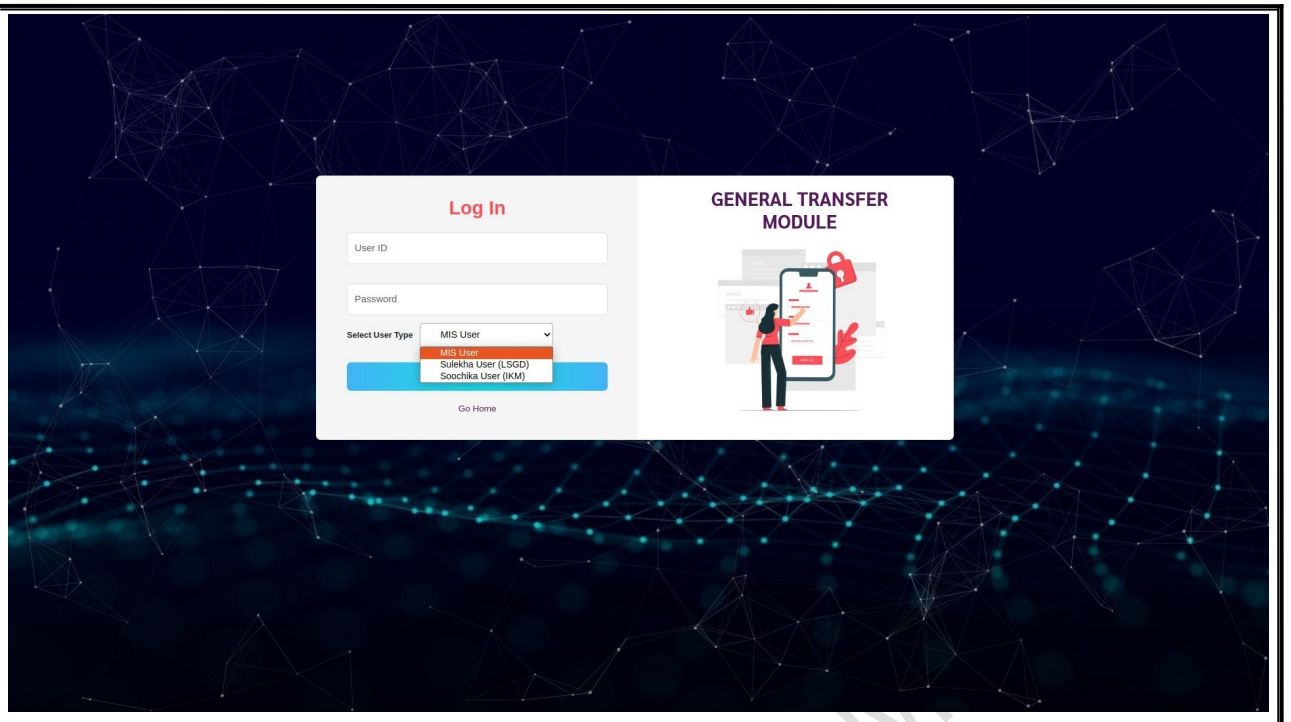 Log In
User ID
Password
Select User Type
MIS User
MIS User
Sulekha User (LSGD)
Soochika User (IKM)
Go Home
GENERAL TRANSFER
MODULE